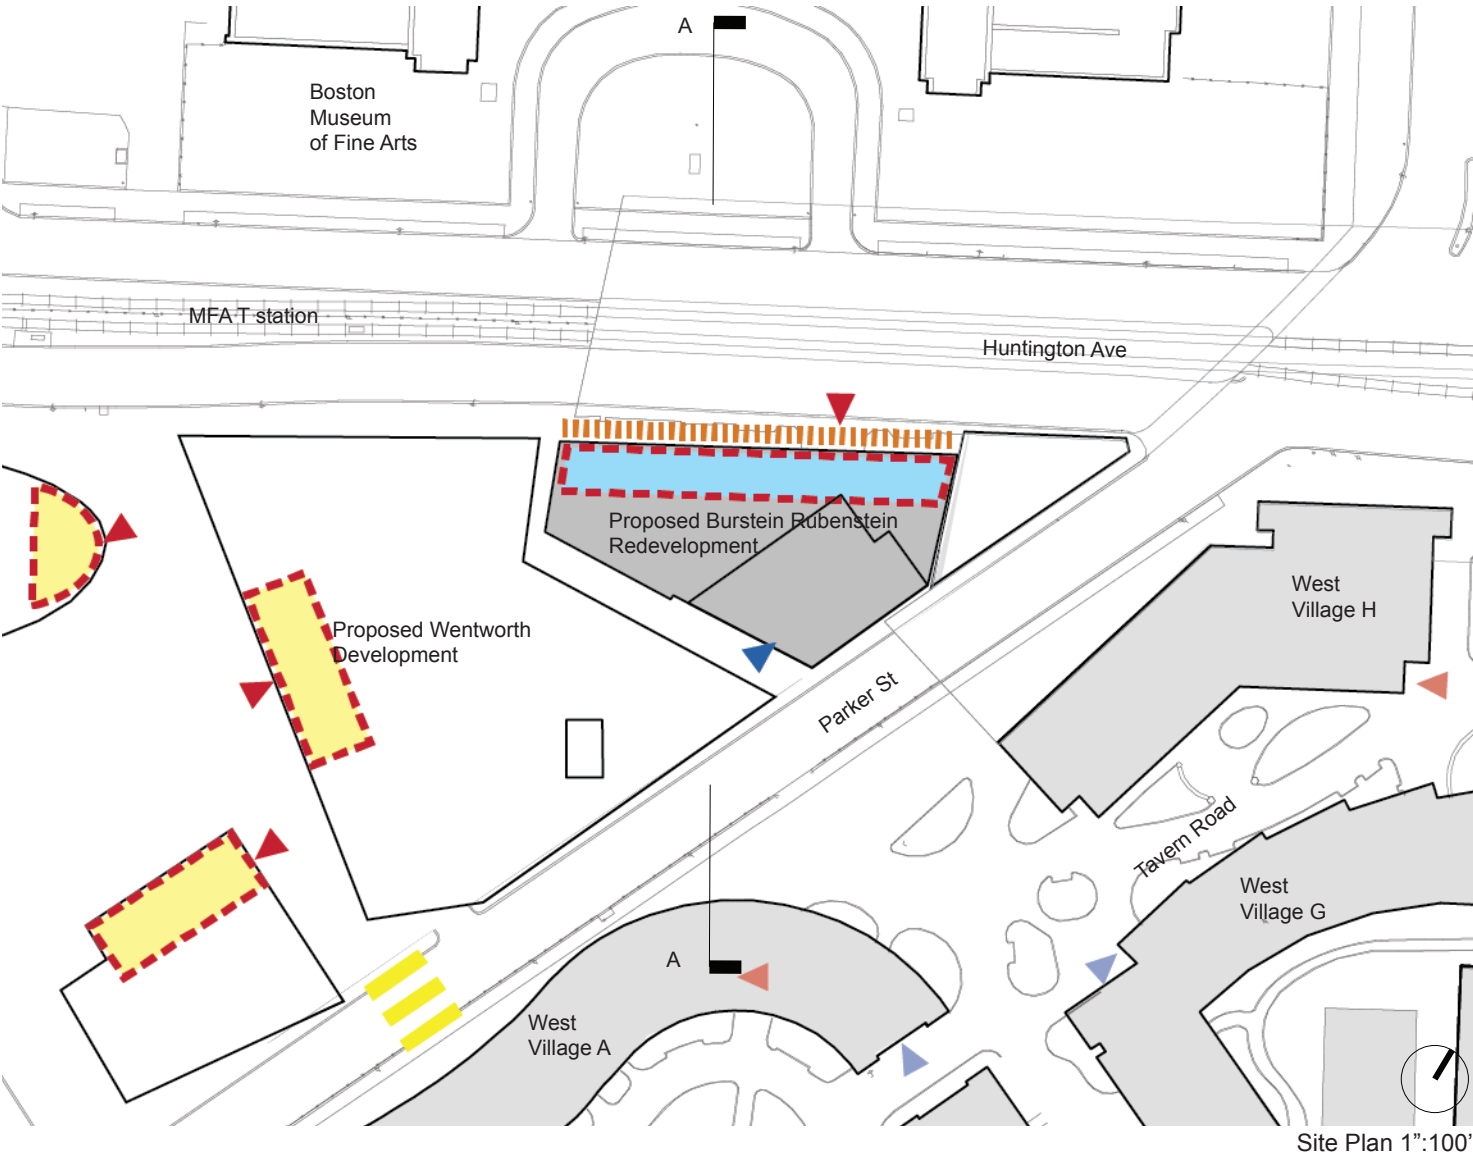 A
Boston
Museum
of Fine Arts
MFA T station
Huntington Ave
Proposed Burstein Rubenstein
Redevelopment
West
Village H
Proposed Wentworth
Development
Parker St
Tavern Road
West
Village G
A
West
Village A
Site Plan 1”:100’